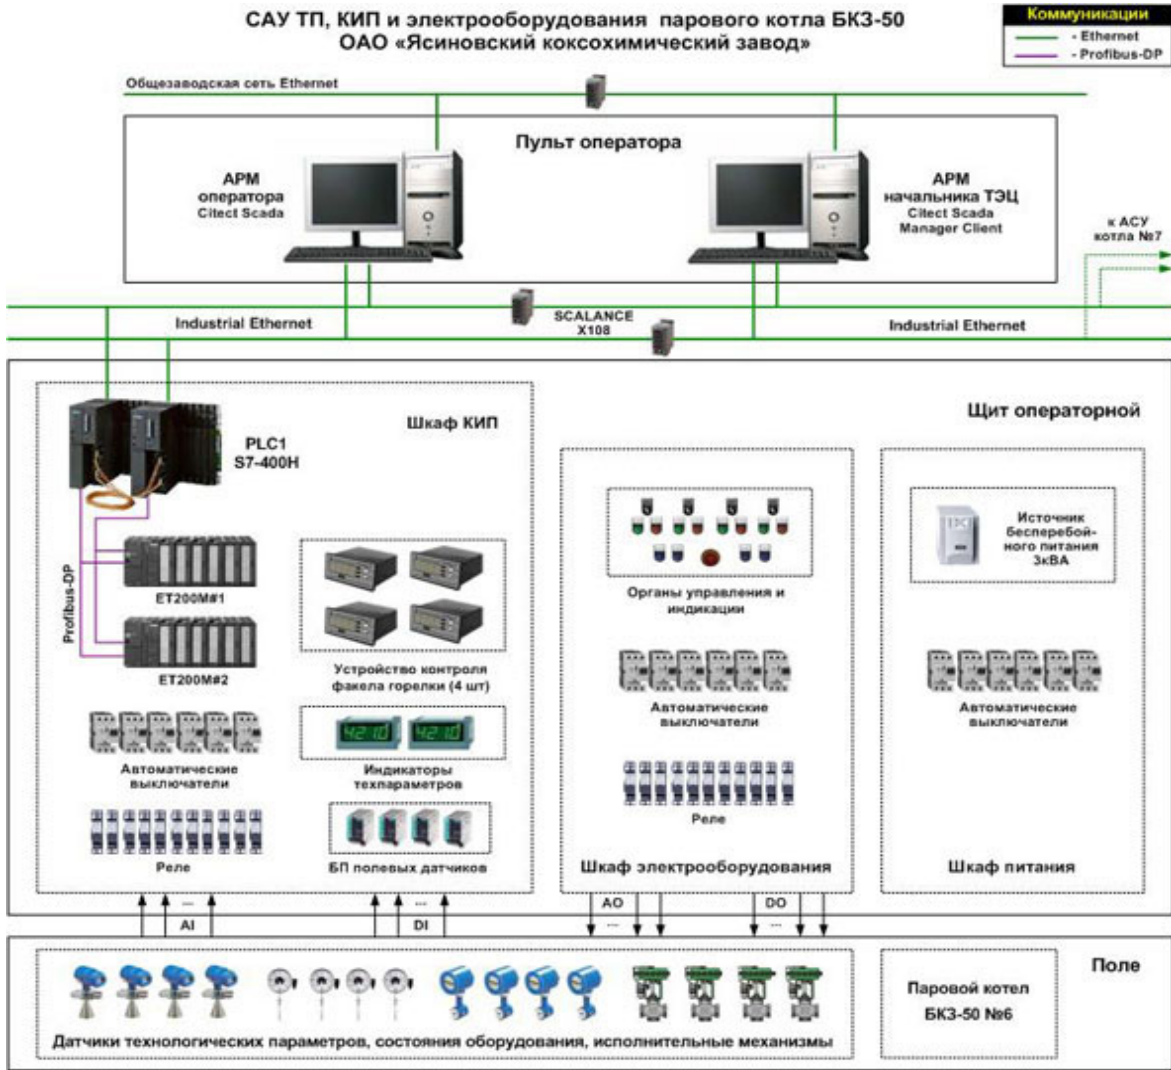 САУ ТП, КИП и электрооборудования парового котла БКЗ-50
ОАО «Ясиновский коксохимический завод»
Коммуникации
- Ethernet
- Profibus-DP
Общезаводская сеть Ethernet
Пульт оператора
АРМ
оператора
Citect Scada
АРМ
начальника ТЭЦ
Citect Scada
Manager Client
к АСУ
котла №7
Industrial Ethernet
SCALANCE
X108
Industrial Ethernet
Шкаф КИП
Щит операторной
PLC1
S7-400H
Profibus-DP
ET200M#1
ET200M#2
Устройство контроля
факела горелки (4 шт)
Автоматические
выключатели
4210
4210
Индикаторы
техпараметров
Реле
БП полевых датчиков
Органы управления и
индикации
Автоматические
выключатели
Реле
Шкаф электрооборудования
Источник
бесперебой-
ного питания
3кВА
Автоматические
выключатели
Шкаф питания
...
AI
...
DI
AO
...
DO
...
Поле
Датчики технологических параметров, состояния оборудования, исполнительные механизмы
Паровой котел
БКЗ-50 №6